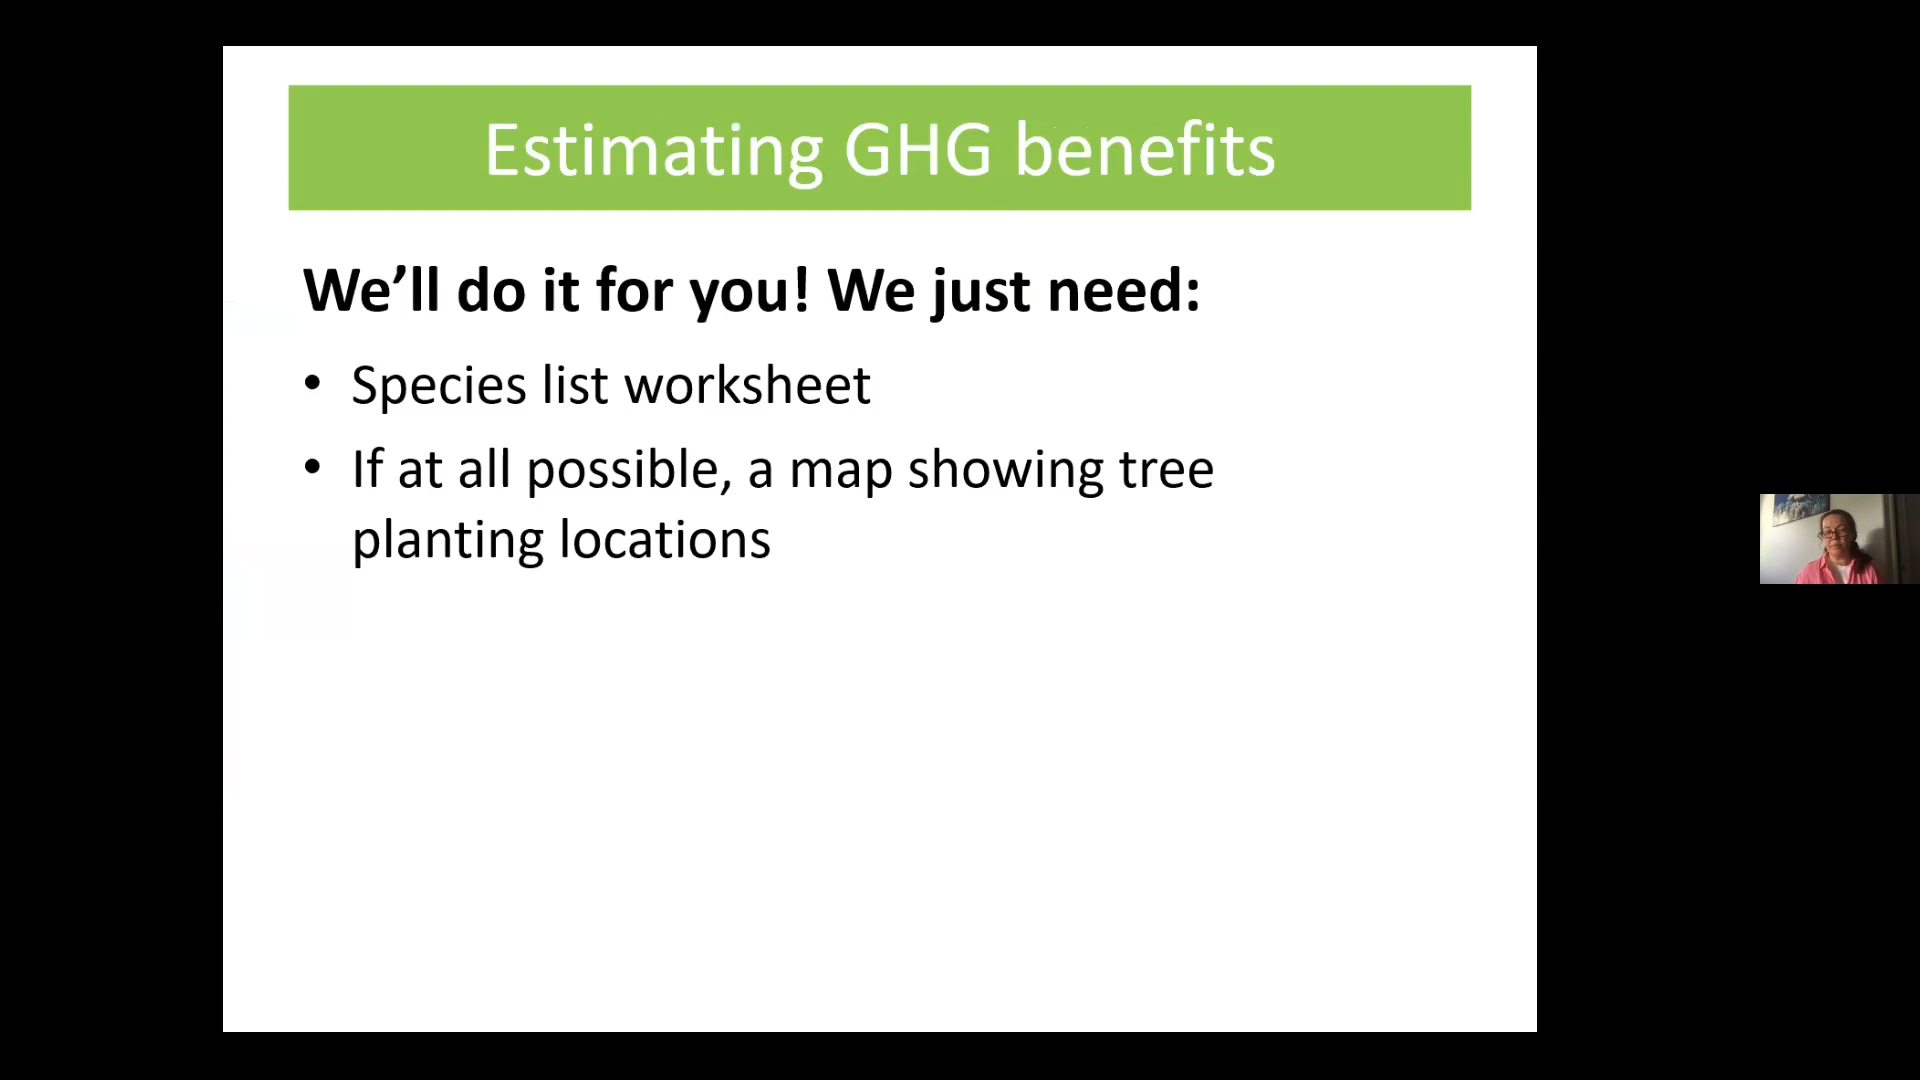 Estimating GHG benefits
We’ll do it for you! We just need:
• Species list worksheet
• If at all possible, a map showing tree
planting locations